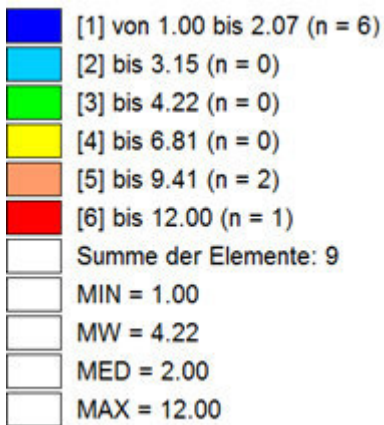 [1] von 1.00 bis 2.07 (n = 6)
[2] bis 3.15 (n = 0)
[3] bis 4.22 (n = 0)
[4] bis 6.81 (n = 0)
[5] bis 9.41 (n = 2)
[6] bis 12.00 (n = 1)
Summe der Elemente: 9
MIN = 1.00
MW = 4.22
MED = 2.00
MAX = 12.00